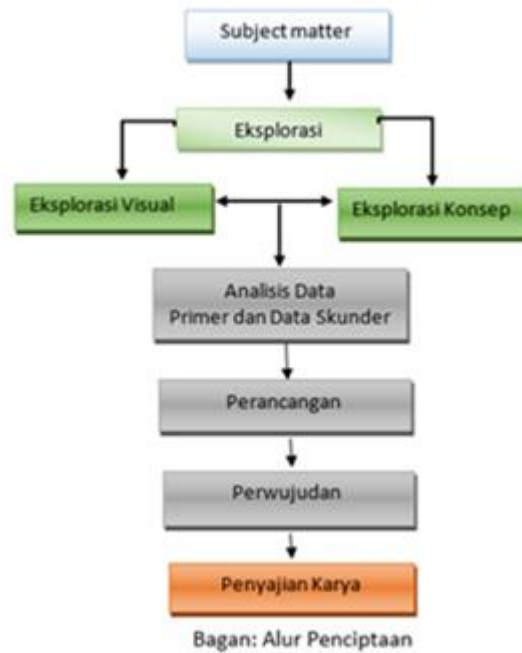 Subject matter
Eksplorasi
Eksplorasi Visual
Eksplorasi Konsep
Analisis Data
Primer dan Data Skunder
Perancangan
Perwujudan
Penyajian Karya
Bagan: Alur Penciptaan